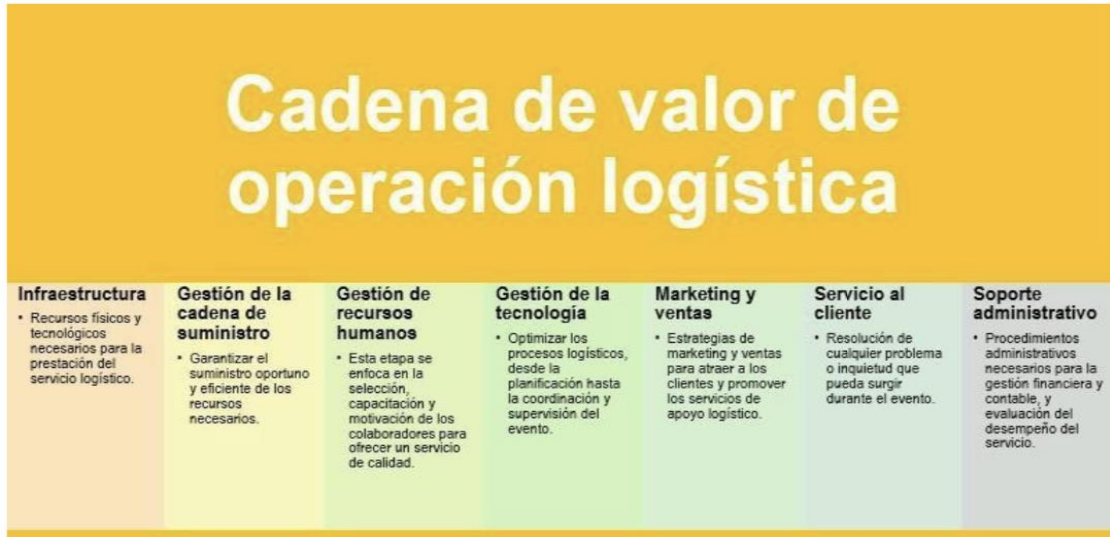 Cadena de valor de
operación logística
Infraestructura
• Recursos físicos y
tecnológicos
necesarios para la
prestación del
servicio logístico.
Gestión de la
cadena de
suministro
• Garantizar el
suministro oportuno
y eficiente de los
recursos
necesarios.
Gestión de
recursos
humanos
• Esta etapa se
enfoca en la
selección,
capacitación y
motivación de los
colaboradores para
ofrecer un servicio
de calidad.
Gestión de la
tecnología
• Optimizar los
procesos logísticos,
desde la
planificación hasta
la coordinación y
supervisión del
evento.
Marketing y
ventas
• Estrategias de
marketing y ventas
para atraer a los
clientes y promover
los servicios de
apoyo logístico.
Servicio al
cliente
• Resolución de
cualquier problema
o inquietud que
pueda surgir
durante el evento.
Soporte
administrativo
• Procedimientos
administrativos
necesarios para la
gestión financiera y
contable, y
evaluación del
desempeño del
servicio.